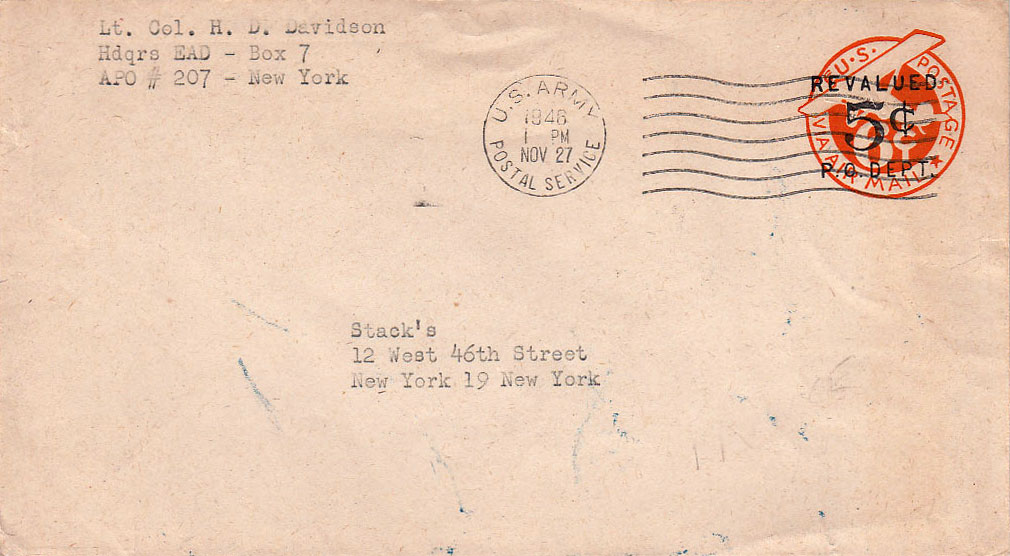 Lt. Col. H. D. Davidson
Hdqrs EAD - Box 7
APO # 207 - New York
U.S. ARMY
1946
1 PM
NOV 27
POSTAL SERVICE
U.S. POSTAGE
REVALUED
5¢
P.O. DEPT.
VIA AIR MAIL
Stack's
12 West 46th Street
New York 19 New York